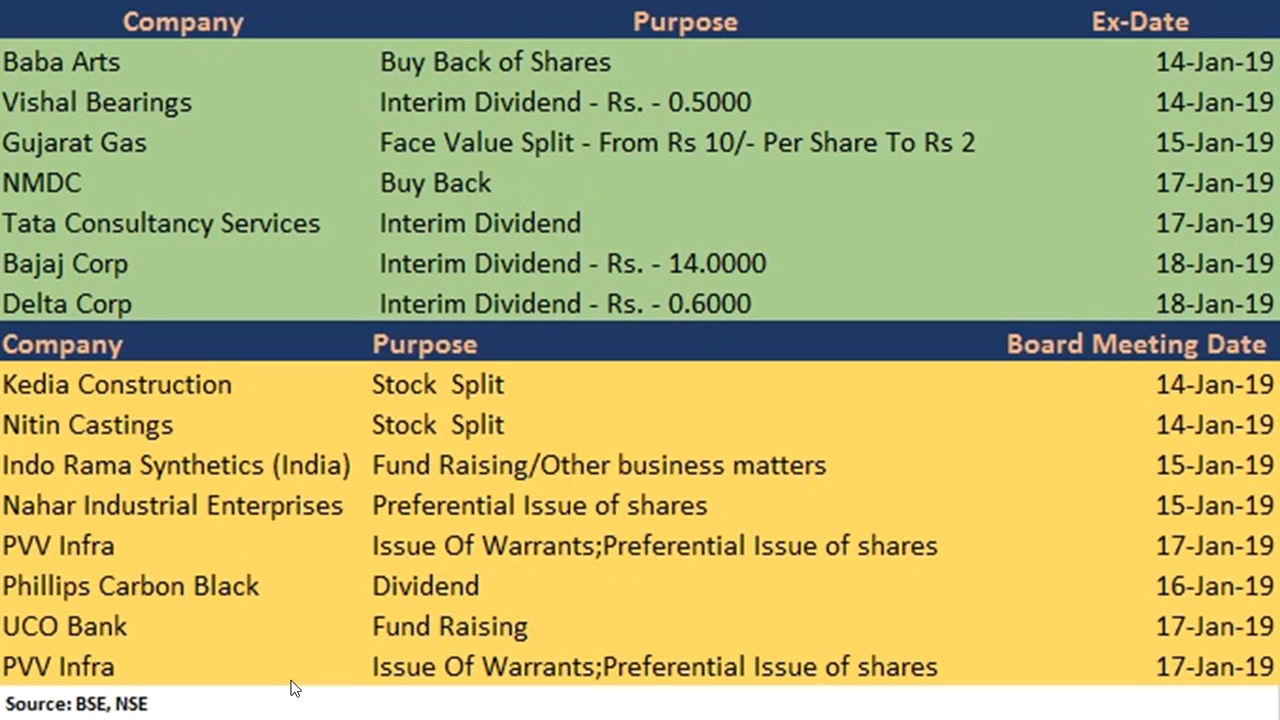 Company Purpose Ex-Date
Baba Arts Buy Back of Shares 14-Jan-19
Vishal Bearings Interim Dividend - Rs. - 0.5000 14-Jan-19
Gujarat Gas Face Value Split - From Rs 10/- Per Share To Rs 2 15-Jan-19
NMDC Buy Back 17-Jan-19
Tata Consultancy Services Interim Dividend 17-Jan-19
Bajaj Corp Interim Dividend - Rs. - 14.0000 18-Jan-19
Delta Corp Interim Dividend - Rs. - 0.6000 18-Jan-19
Company Purpose Board Meeting Date
Kedia Construction Stock  Split 14-Jan-19
Nitin Castings Stock  Split 14-Jan-19
Indo Rama Synthetics (India) Fund Raising/Other business matters 15-Jan-19
Nahar Industrial Enterprises Preferential Issue of shares 15-Jan-19
PVV Infra Issue Of Warrants;Preferential Issue of shares 17-Jan-19
Phillips Carbon Black Dividend 16-Jan-19
UCO Bank Fund Raising 17-Jan-19
PVV Infra Issue Of Warrants;Preferential Issue of shares 17-Jan-19
Source: BSE, NSE